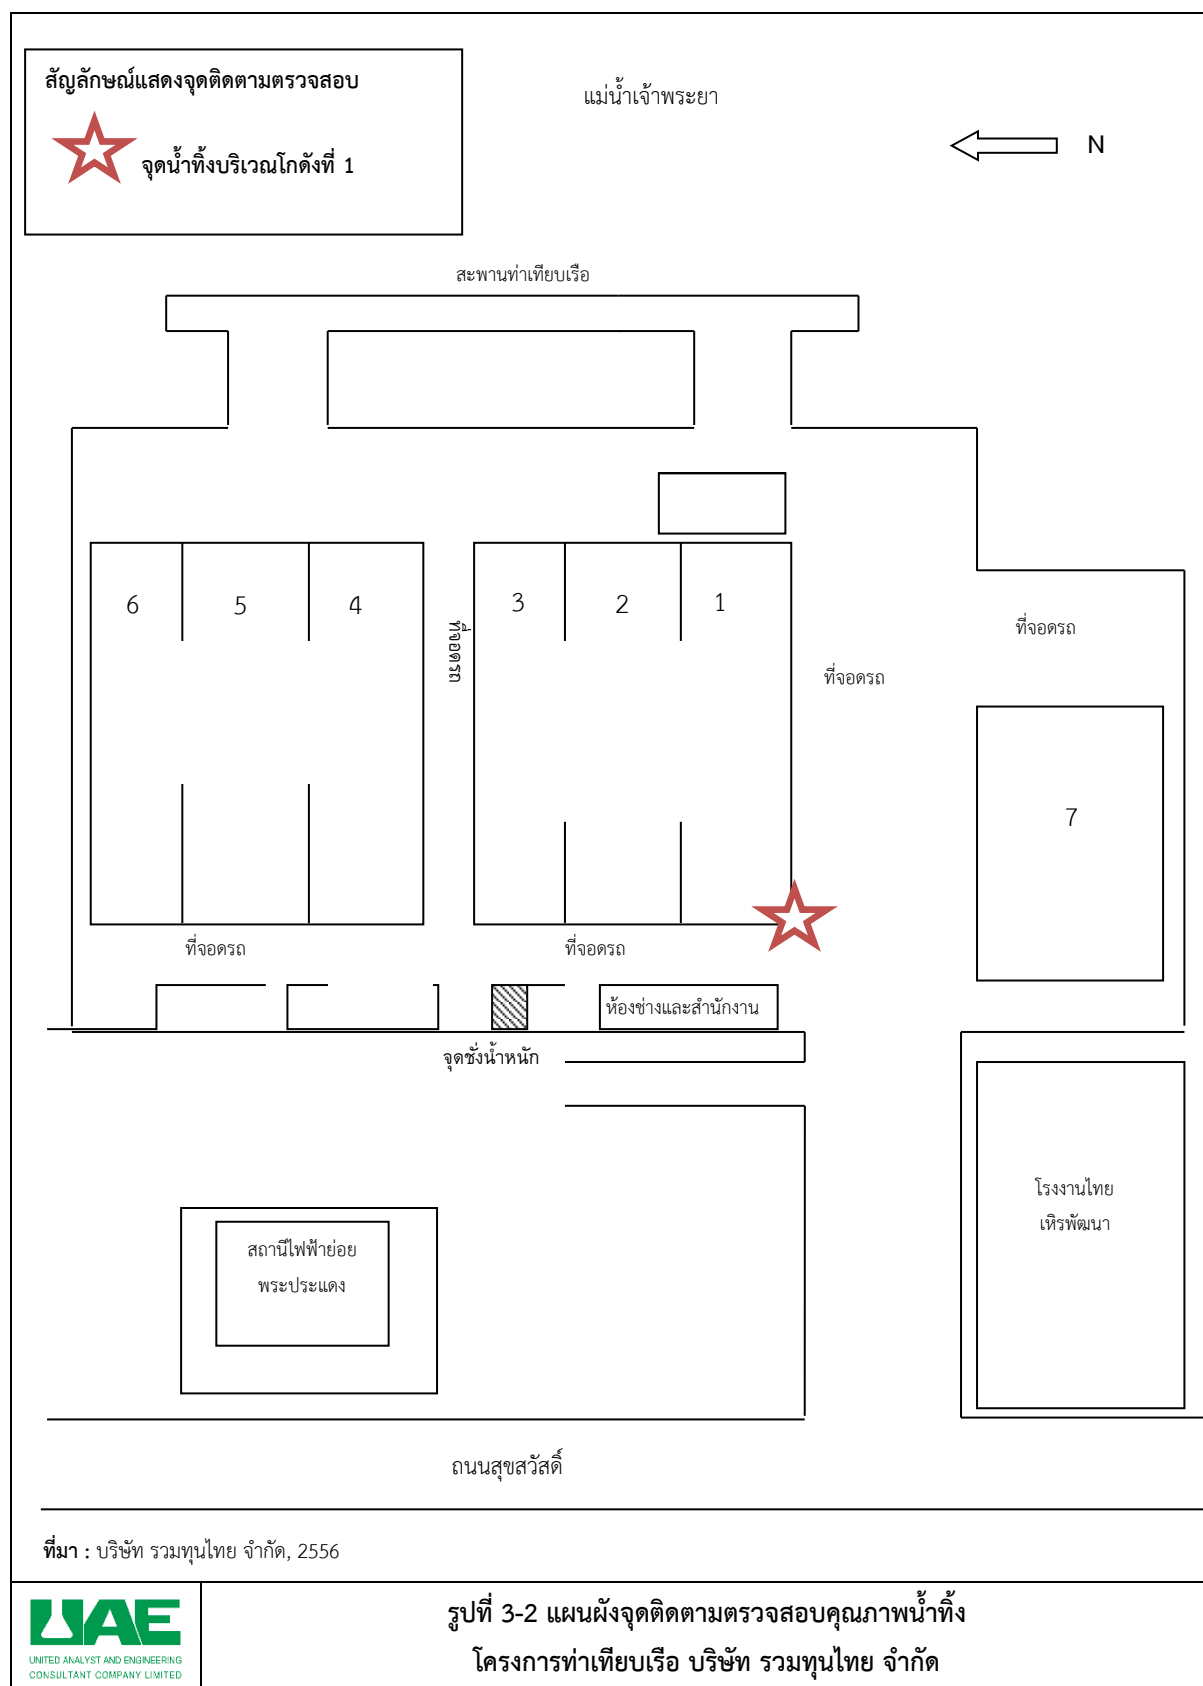 สัญลักษณ์แสดงจุดติดตามตรวจสอบ
จุดน้ำทิ้งบริเวณโกดังที่ 1
แม่น้ำเจ้าพระยา
N
สะพานท่าเทียบเรือ
6
5
4
3
2
1
ที่จอดรถ
ที่จอดรถ
ที่จอดรถ
7
ที่จอดรถ
ที่จอดรถ
ห้องช่างและสำนักงาน
จุดชั่งน้ำหนัก
โรงงานไทย
เหิรพัฒนา
สถานีไฟฟ้าย่อย
พระประแดง
ถนนสุขสวัสดิ์
ที่มา : บริษัท รวมทุนไทย จำกัด, 2556
UAE
UNITED ANALYST AND ENGINEERING
CONSULTANT COMPANY LIMITED
รูปที่ 3-2 แผนผังจุดติดตามตรวจสอบคุณภาพน้ำทิ้ง
โครงการท่าเทียบเรือ บริษัท รวมทุนไทย จำกัด